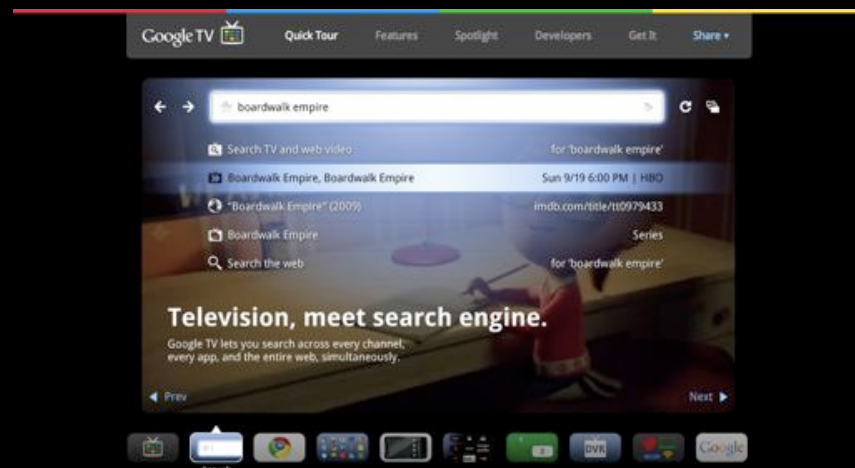 Google TV
Quick Tour Features Spotlight Developers Get It Share
boardwalk empire
Search TV and web video for 'boardwalk empire'
Boardwalk Empire, Boardwalk Empire Sun 9/19 6:00 PM | HBO
"Boardwalk Empire" (2009) imdb.com/title/tt0979433
Boardwalk Empire Series
Search the web for 'boardwalk empire'
Television, meet search engine.
Google TV lets you search across every channel,
every app, and the entire web, simultaneously.
Prev Next
DVR Google